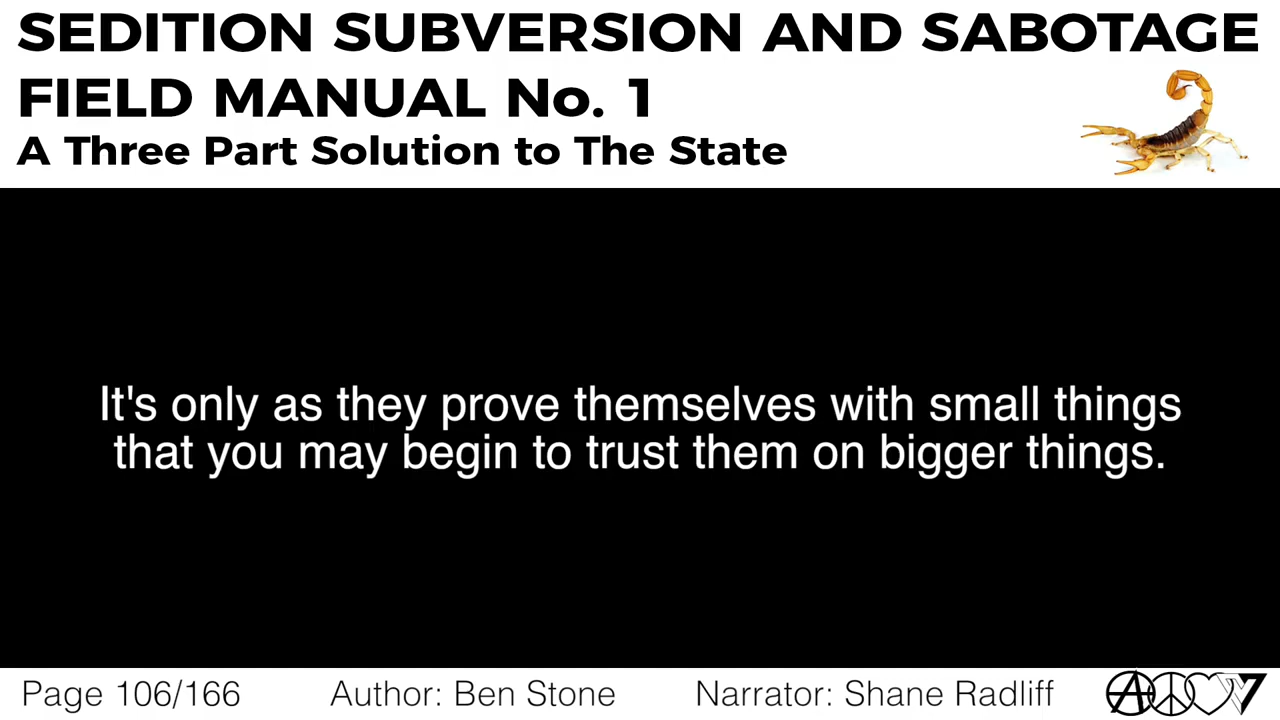 SEDITION SUBVERSION AND SABOTAGE
FIELD MANUAL No. 1
A Three Part Solution to The State
It's only as they prove themselves with small things
that you may begin to trust them on bigger things.
Page 106/166 Author: Ben Stone Narrator: Shane Radliff